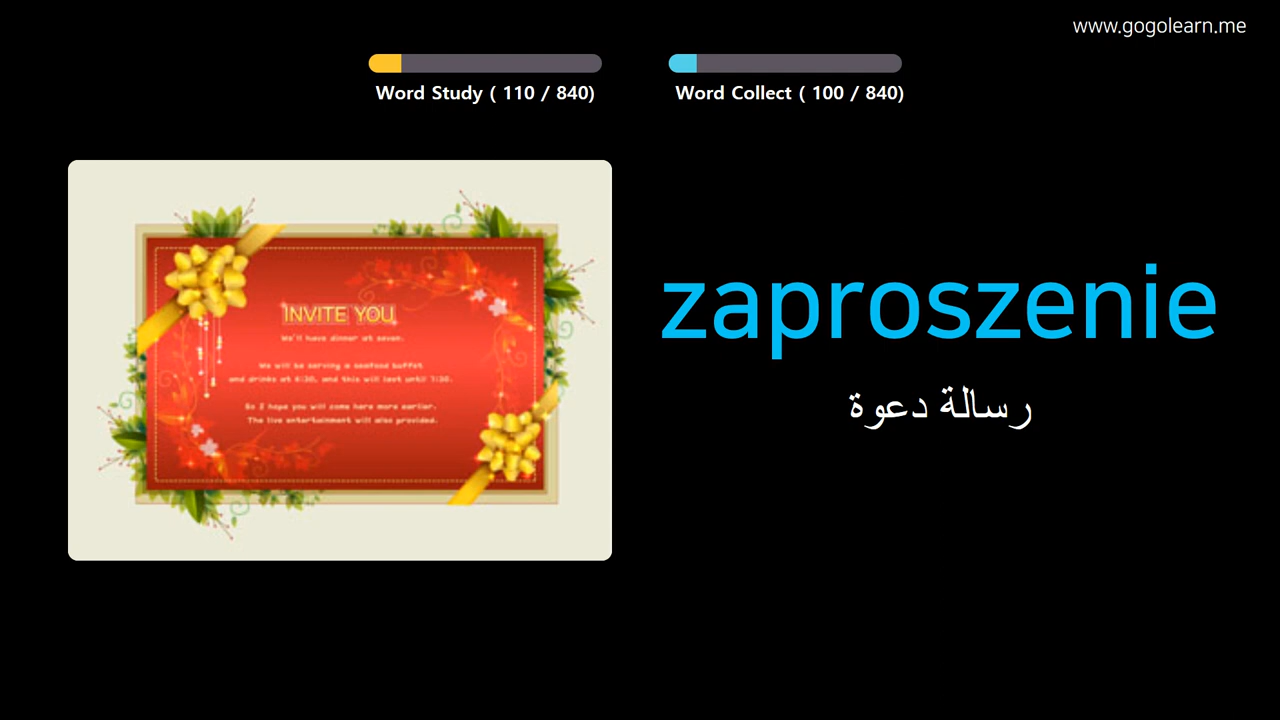 www.gogolearn.me
Word Study ( 110 / 840)
Word Collect ( 100 / 840)
INVITE YOU
We'll have dinner at seven.
We will be serving a seafood buffet
and drinks at 6:30, and this will last until 7:30.
So I hope you will come here more earlier.
The live entertainment will also provided.
zaproszenie
رسالة دعوة